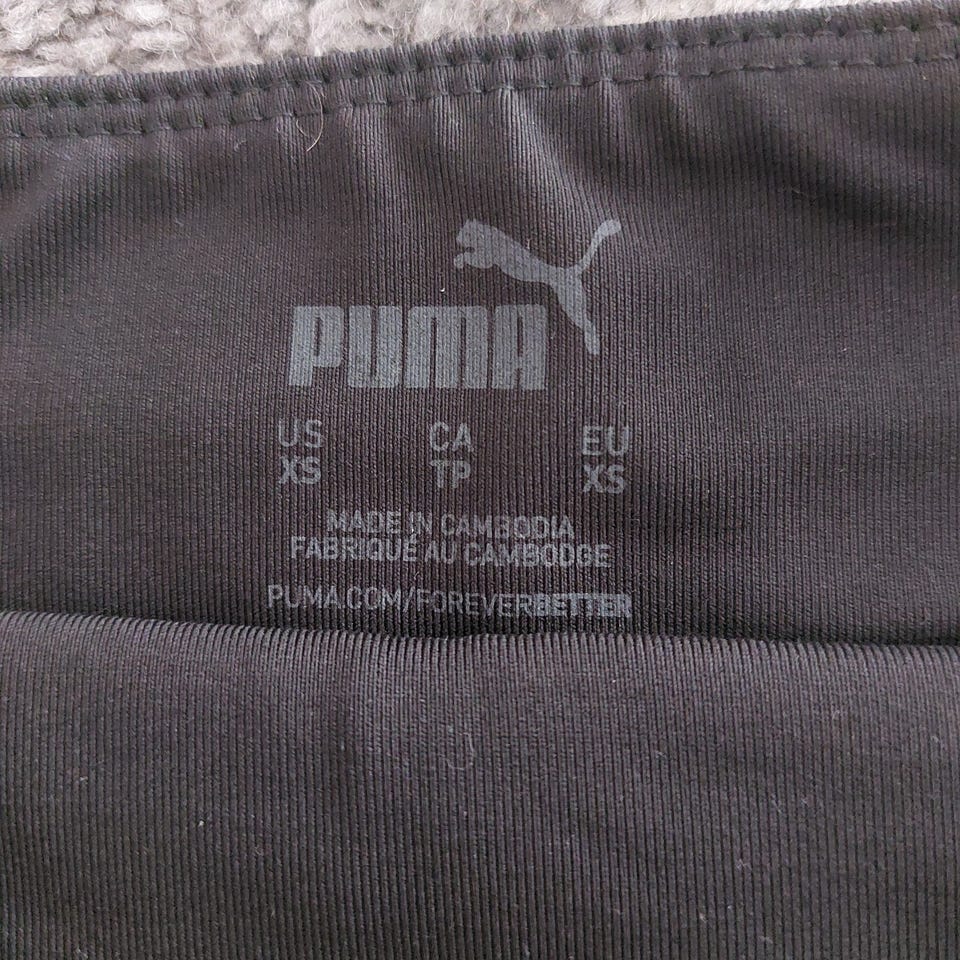 PUMA
US CA EU
XS TP XS
MADE IN CAMBODIA
FABRIQUÉ AU CAMBODGE
PUMA.COM/FOREVERBETTER